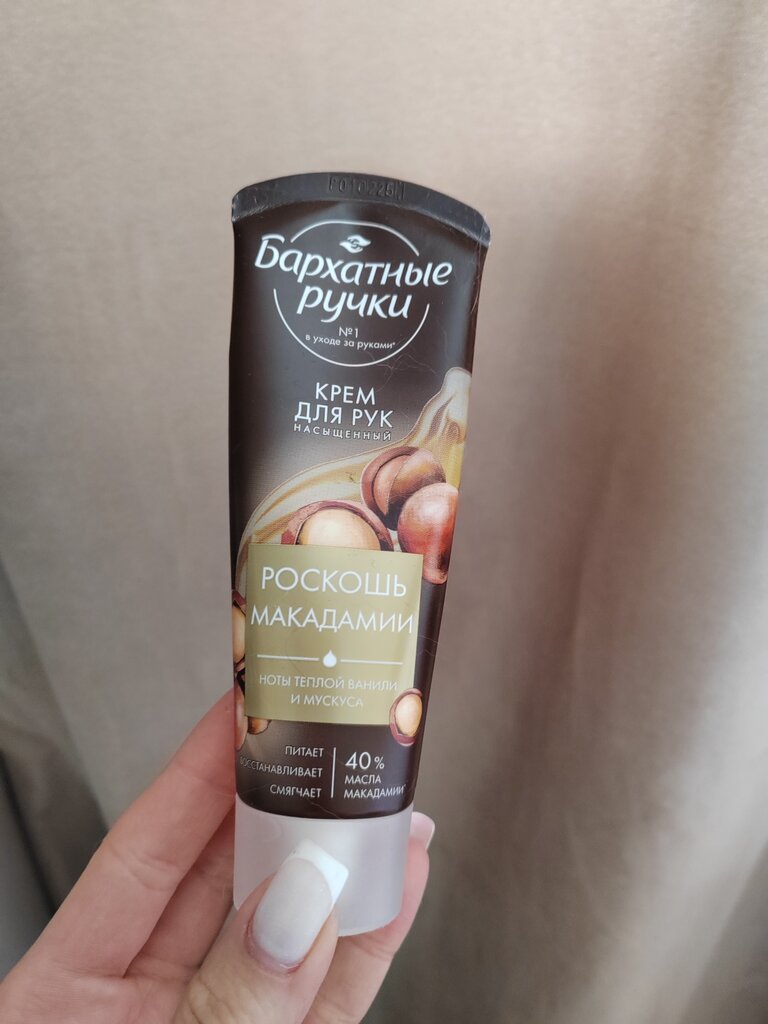 Бархатные
ручки
№1
в уходе за руками*
КРЕМ
ДЛЯ РУК
НАСЫЩЕННЫЙ
РОСКОШЬ
МАКАДАМИИ
НОТЫ ТЕПЛОЙ ВАНИЛИ
И МУСКУСА
ПИТАЕТ
ВОССТАНАВЛИВАЕТ
СМЯГЧАЕТ
40%
МАСЛА
МАКАДАМИИ